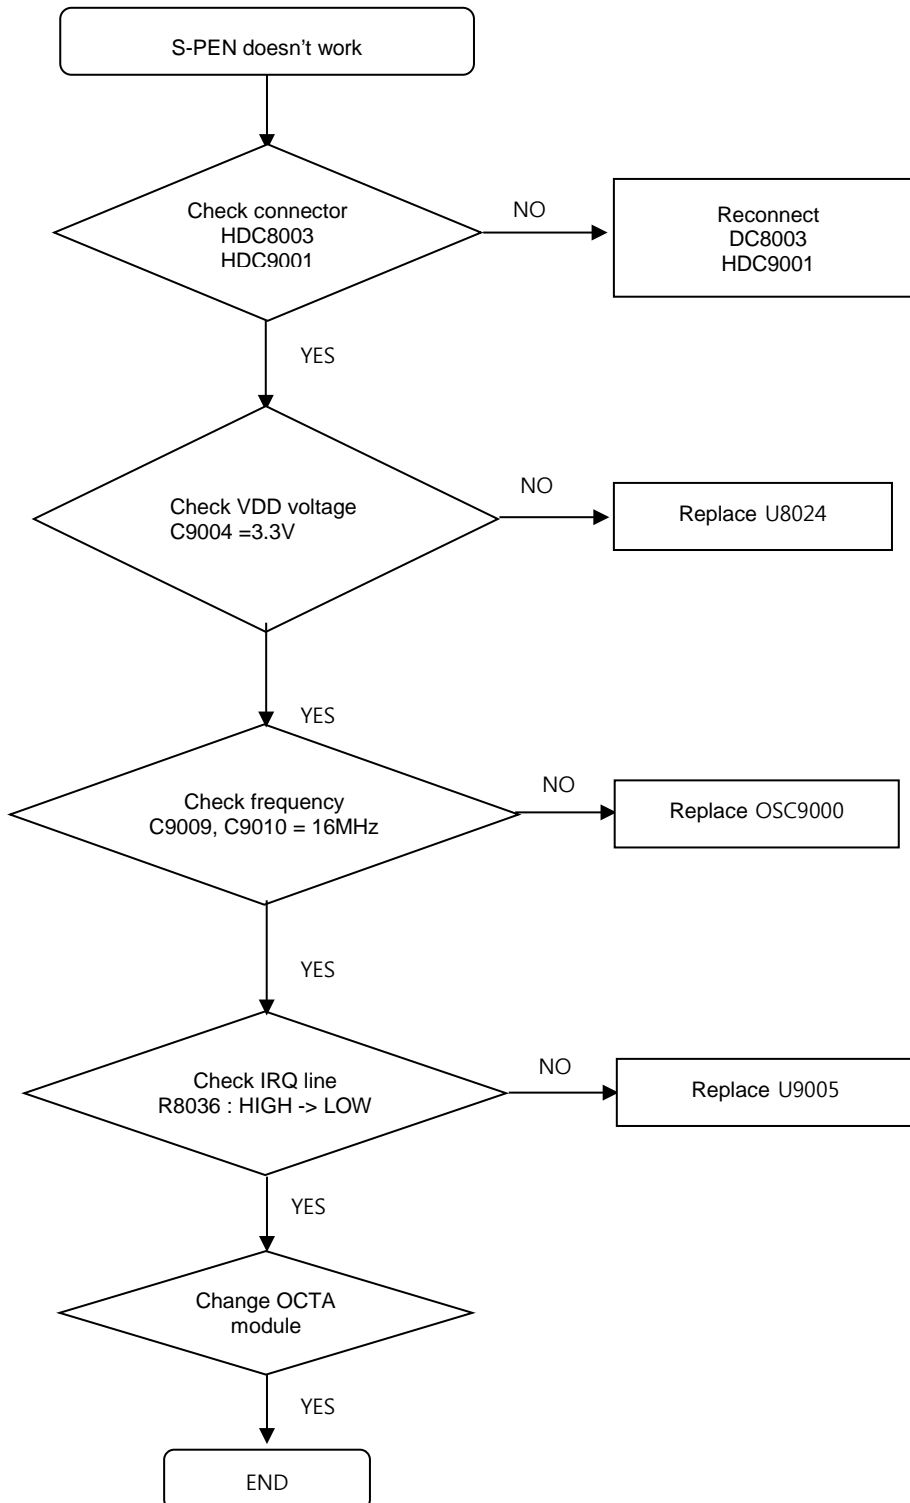 S-PEN doesn't work
Check connector
HDC8003
HDC9001
NO
Reconnect
DC8003
HDC9001
YES
Check VDD voltage
C9004 =3.3V
NO
Replace U8024
YES
Check frequency
C9009, C9010 = 16MHz
NO
Replace OSC9000
YES
Check IRQ line
R8036 : HIGH -> LOW
NO
Replace U9005
YES
Change OCTA
module
YES
END